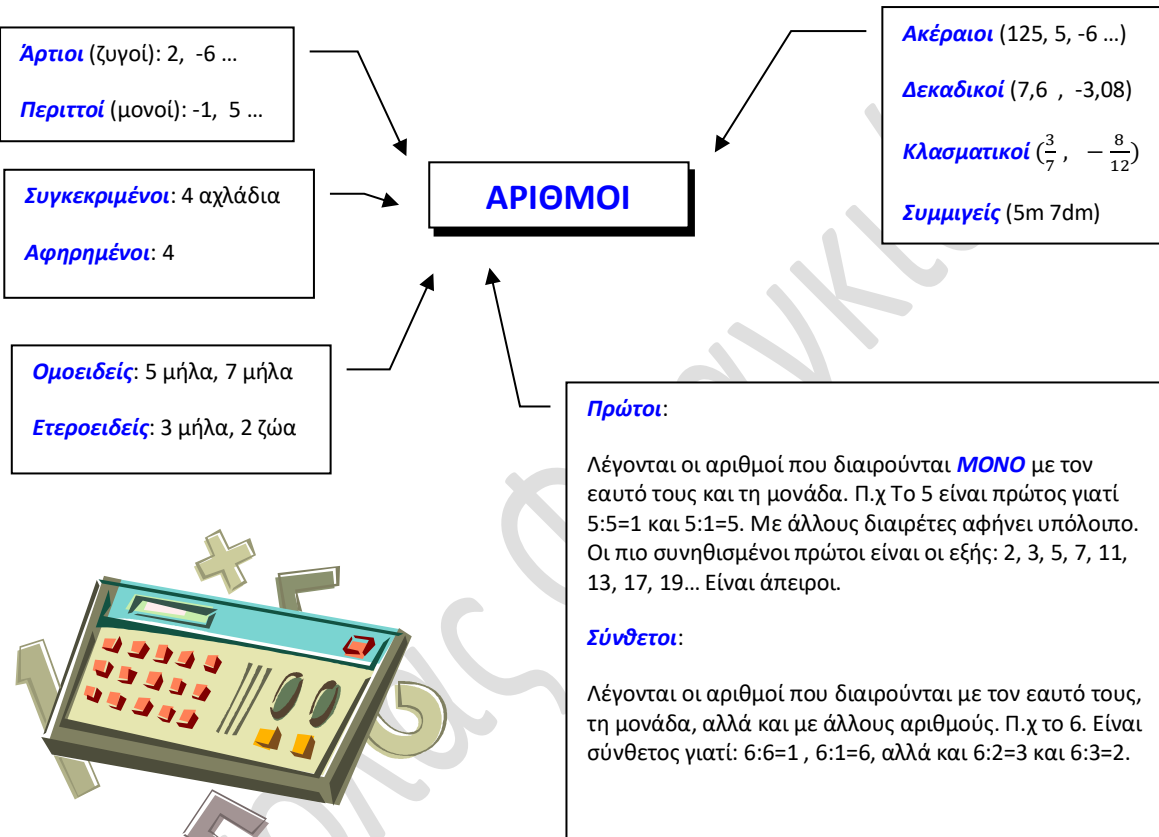 Άρτιοι (ζυγοί): 2, -6 …
Περιττοί (μονοί): -1, 5 …
Συγκεκριμένοι: 4 αχλάδια
Αφηρημένοι: 4
Ομοειδείς: 5 μήλα, 7 μήλα
Ετεροειδείς: 3 μήλα, 2 ζώα
ΑΡΙΘΜΟΙ
Ακέραιοι (125, 5, -6 …)
Δεκαδικοί (7,6 , -3,08)
Κλασματικοί (3/7 , − 8/12)
Συμμιγείς (5m 7dm)
Πρώτοι:
Λέγονται οι αριθμοί που διαιρούνται ΜΟΝΟ με τον
εαυτό τους και τη μονάδα. Π.χ Το 5 είναι πρώτος γιατί
5:5=1 και 5:1=5. Με άλλους διαιρέτες αφήνει υπόλοιπο.
Οι πιο συνηθισμένοι πρώτοι είναι οι εξής: 2, 3, 5, 7, 11,
13, 17, 19… Είναι άπειροι.
Σύνθετοι:
Λέγονται οι αριθμοί που διαιρούνται με τον εαυτό τους,
τη μονάδα, αλλά και με άλλους αριθμούς. Π.χ το 6. Είναι
σύνθετος γιατί: 6:6=1 , 6:1=6, αλλά και 6:2=3 και 6:3=2.